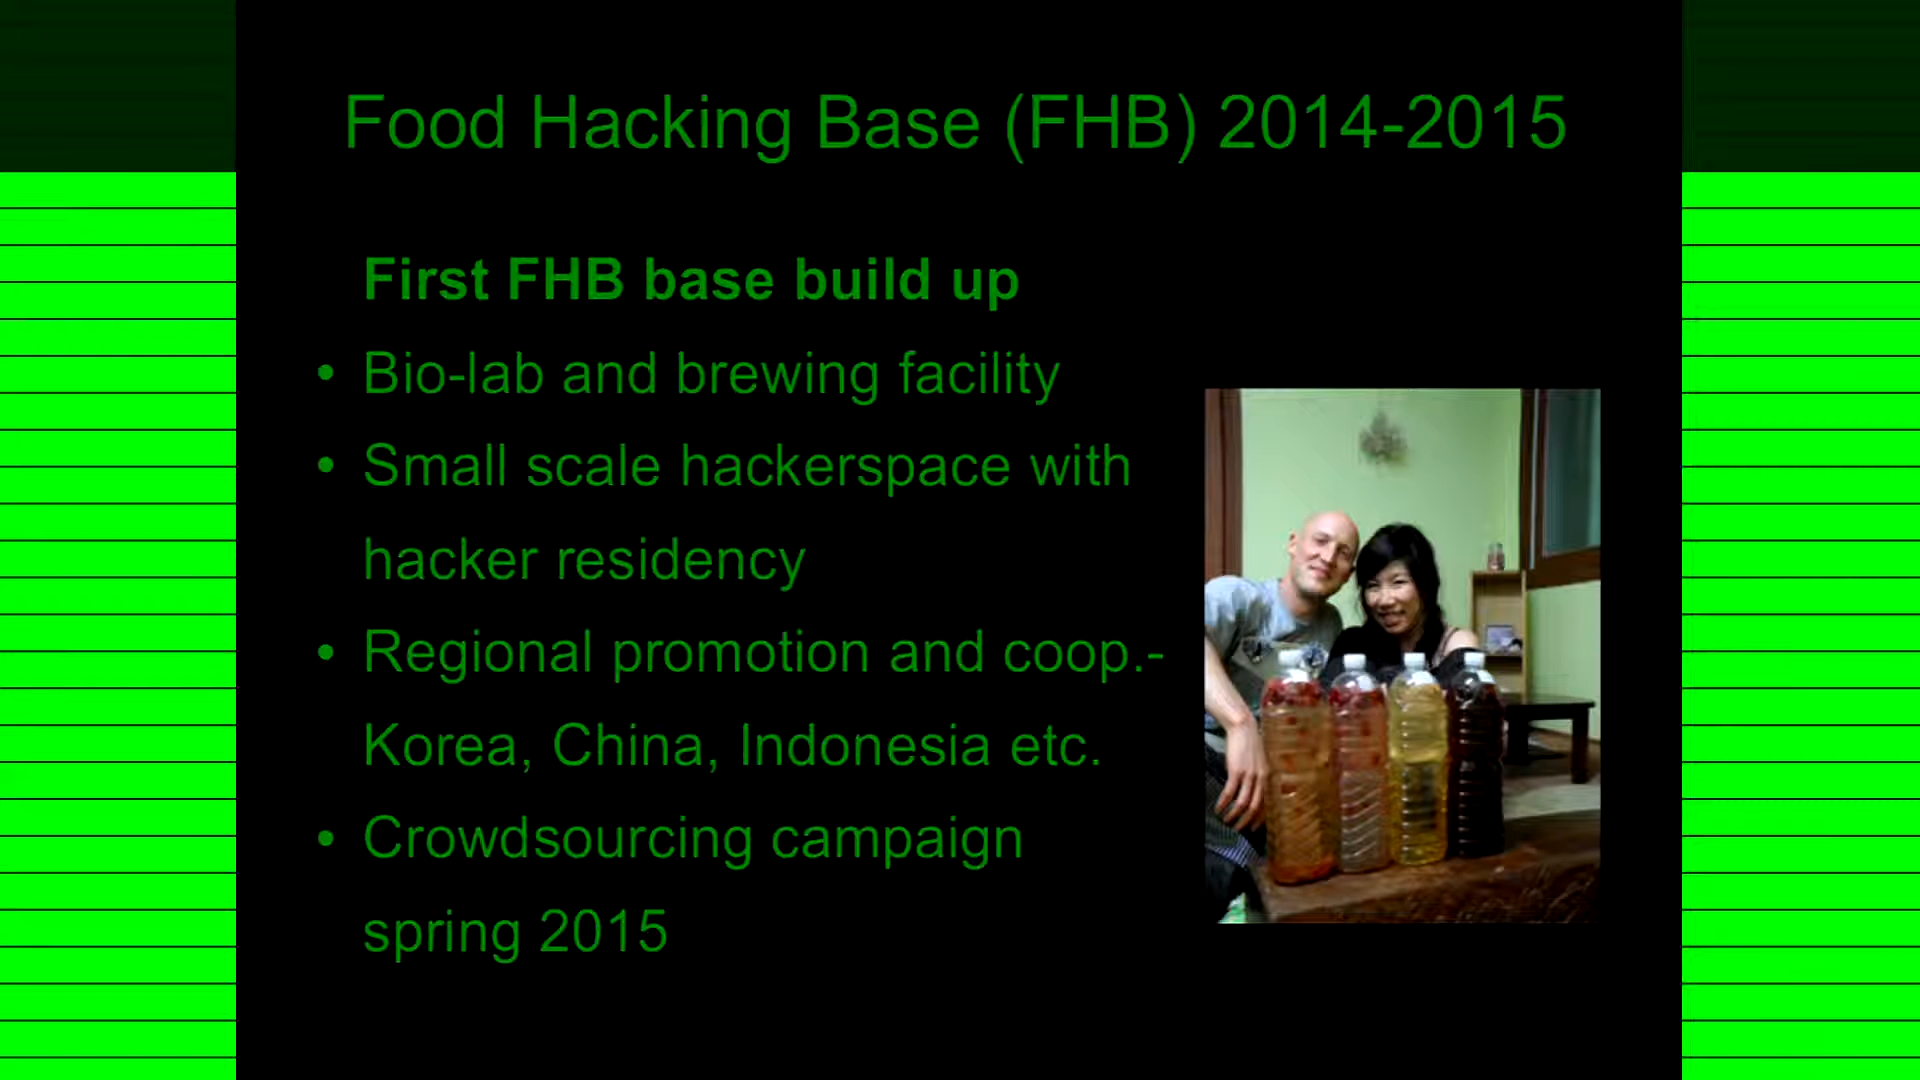 Food Hacking Base (FHB) 2014-2015
First FHB base build up
• Bio-lab and brewing facility
• Small scale hackerspace with
hacker residency
• Regional promotion and coop.-
Korea, China, Indonesia etc.
• Crowdsourcing campaign
spring 2015